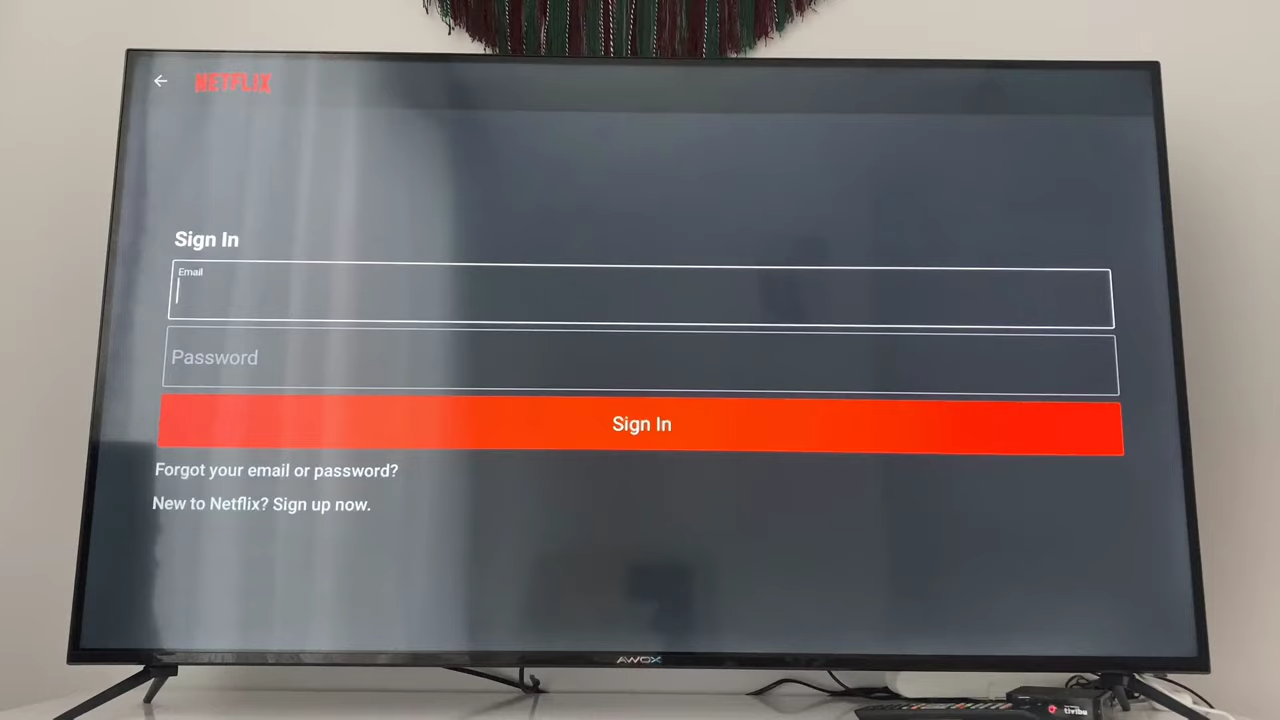 NETFLIX
Sign In
Email
Password
Sign In
Forgot your email or password?
New to Netflix? Sign up now.
AWOX
tivibu